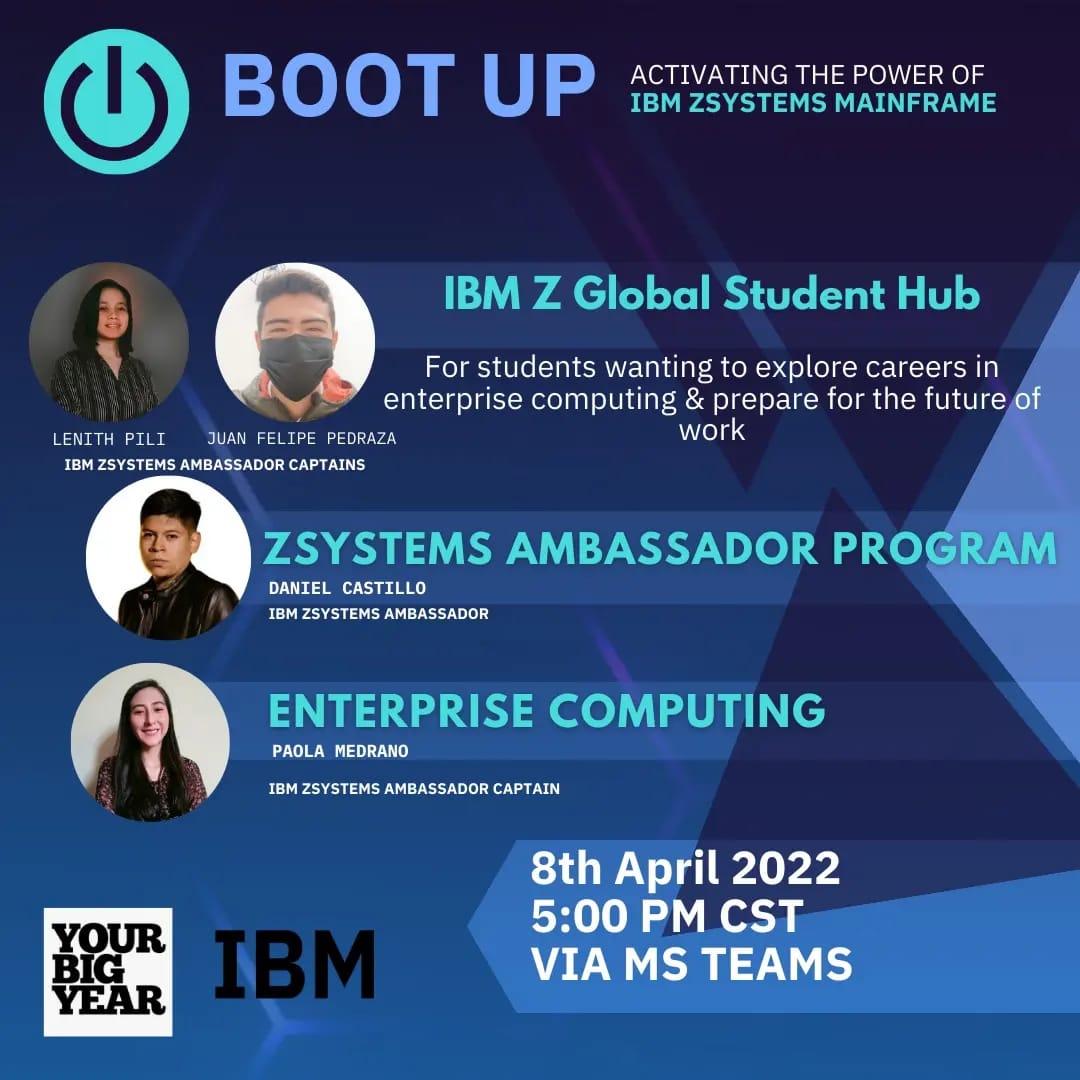 BOOT UP
ACTIVATING THE POWER OF
IBM ZSYSTEMS MAINFRAME
IBM Z Global Student Hub
For students wanting to explore careers in
enterprise computing & prepare for the future of
work
LENITH PILI
JUAN FELIPE PEDRAZA
IBM ZSYSTEMS AMBASSADOR CAPTAINS
ZSYSTEMS AMBASSADOR PROGRAM
DANIEL CASTILLO
IBM ZSYSTEMS AMBASSADOR
ENTERPRISE COMPUTING
PAOLA MEDRANO
IBM ZSYSTEMS AMBASSADOR CAPTAIN
8th April 2022
5:00 PM CST
VIA MS TEAMS
YOUR
BIG
YEAR
IBM